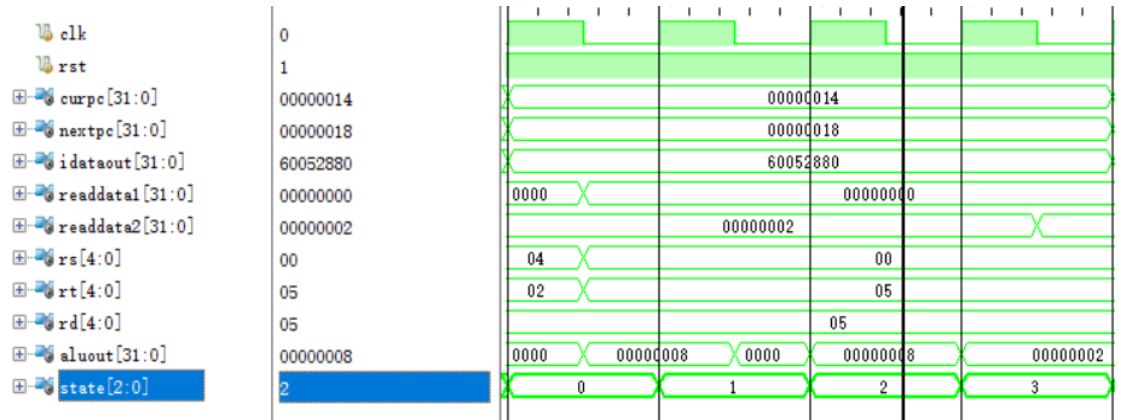 clk 0
rst 1
curpc[31:0] 00000014 00000014
nextpc[31:0] 00000018 00000018
idataout[31:0] 60052880 60052880
readdata1[31:0] 00000000 0000 00000000
readdata2[31:0] 00000002 00000002
rs[4:0] 00 04 00
rt[4:0] 05 02 05
rd[4:0] 05 05
aluout[31:0] 00000008 0000 00000008 0000 00000008 00000002
state[2:0] 2 0 1 2 3